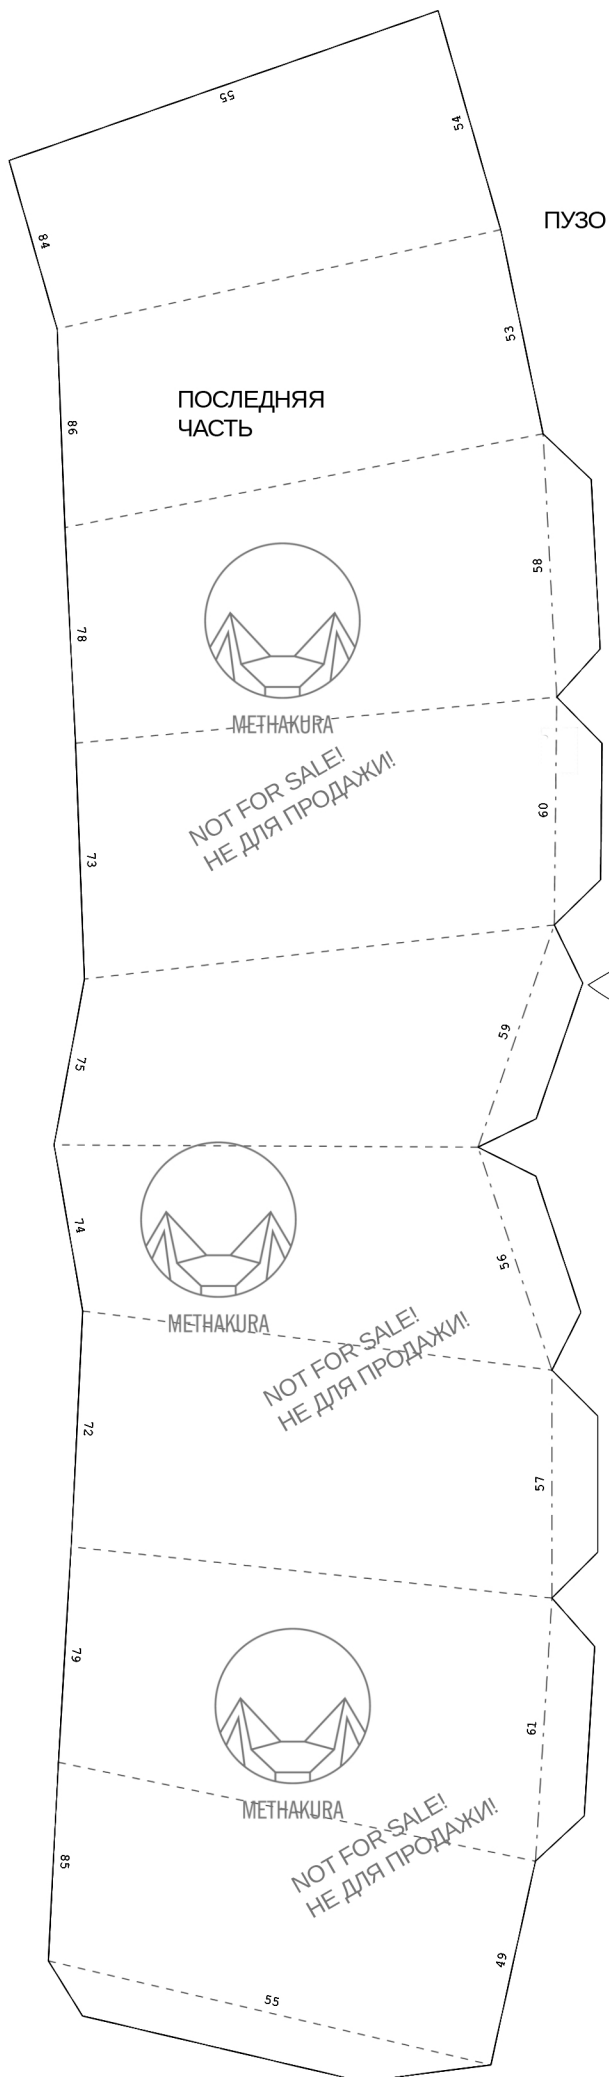 55
54
84
ПУЗО
53
ПОСЛЕДНЯЯ
ЧАСТЬ
86
58
78
METHAKURA
NOT FOR SALE!
НЕ ДЛЯ ПРОДАЖИ!
60
73
59
75
74
56
METHAKURA
NOT FOR SALE!
НЕ ДЛЯ ПРОДАЖИ!
72
57
79
61
METHAKURA
NOT FOR SALE!
НЕ ДЛЯ ПРОДАЖИ!
85
49
55